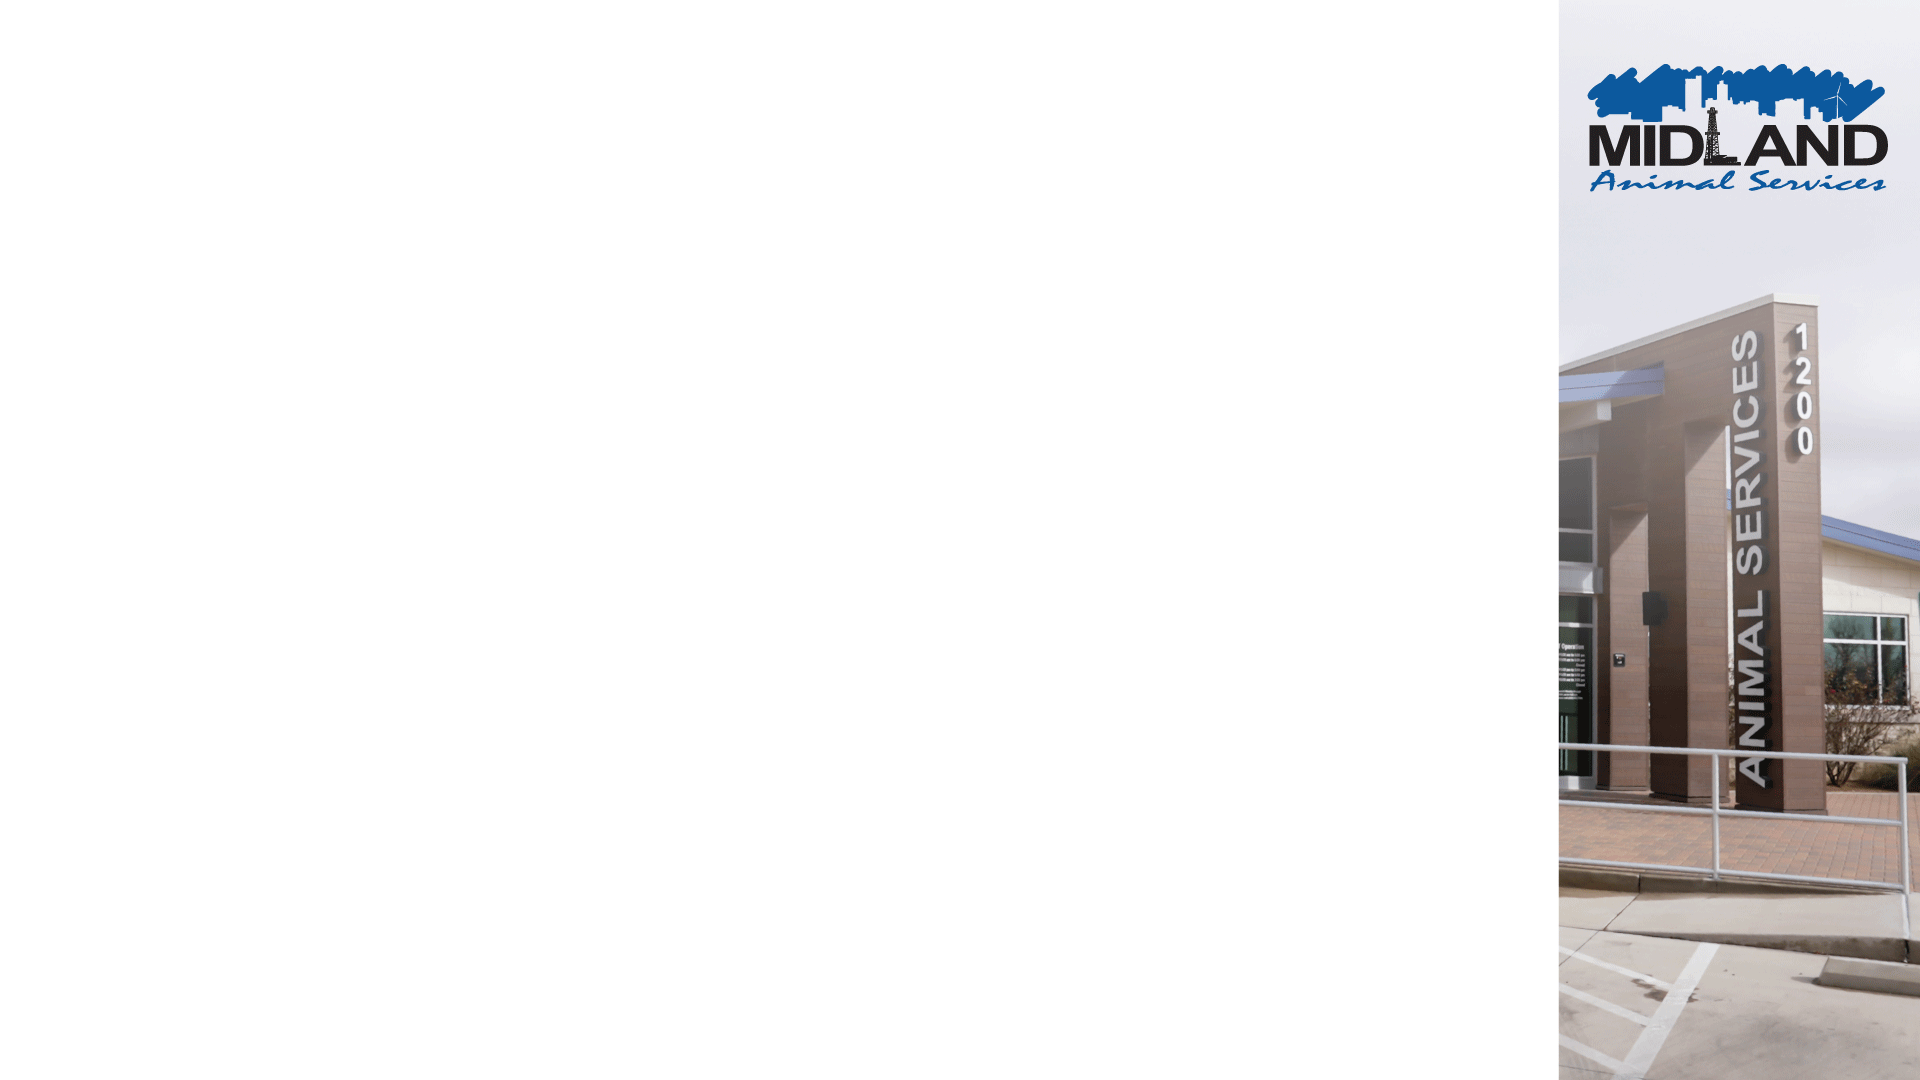 MIDLAND
Animal Services
1200
ANIMAL SERVICES